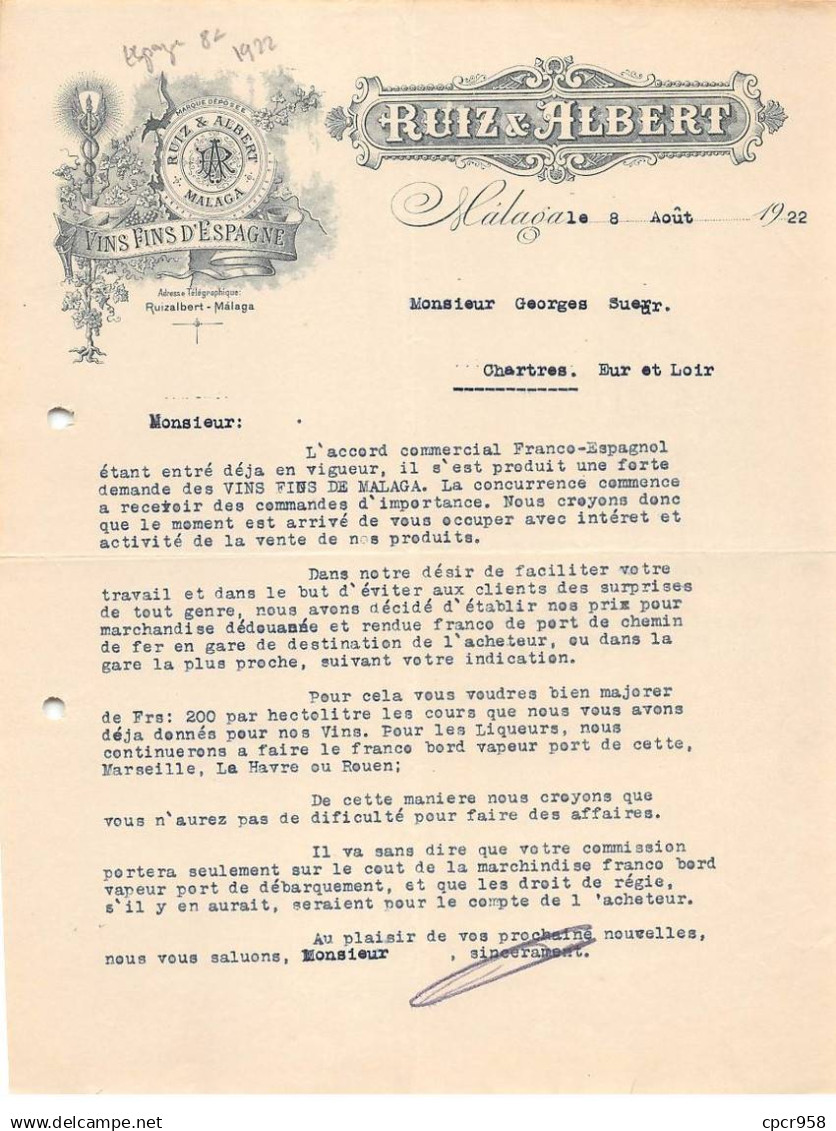 Espagne 8-
1922
MARQUE DÉPOSÉE
RUIZ & ALBERT
MALAGA
VINS FINS D'ESPAGNE
Adresse Télégraphique:
Ruizalbert - Málaga
RUIZ & ALBERT
Málaga le 8 Août 1922
Monsieur Georges Sueur.
Chartres. Eur et Loir
Monsieur:
L'accord commercial Franco-Espagnol
étant entré déja en vigueur, il s'est produit une forte
demande des VINS FINS DE MALAGA. La concurrence commence
a recevoir des commandes d'importance. Nous croyons donc
que le moment est arrivé de vous occuper avec intéret et
activité de la vente de nos produits.
Dans notre désir de faciliter votre
travail et dans le but d'éviter aux clients des surprises
de tout genre, nous avons décidé d'établir nos prix pour
marchandise dédouanée et rendue franco de port de chemin
de fer en gare de destination de l'acheteur, ou dans la
gare la plus proche, suivant votre indication.
Pour cela vous voudres bien majorer
de Frs: 200 par hectolitre les cours que nous vous avons
déja donnés pour nos Vins. Pour les Liqueurs, nous
continuerons a faire le franco bord vapeur port de cette,
Marseille, La Havre ou Rouen;
De cette maniere nous croyons que
vous n'aurez pas de dificulté pour faire des affaires.
Il va sans dire que votre commission
portera seulement sur le cout de la marchindise franco bord
vapeur port de débarquement, et que les droit de régie,
s'il y en aurait, seraient pour le compte de l 'acheteur.
Au plaisir de vos prochaine nouvelles,
nous vous saluons, Monsieur , sincerament.
cpcr958